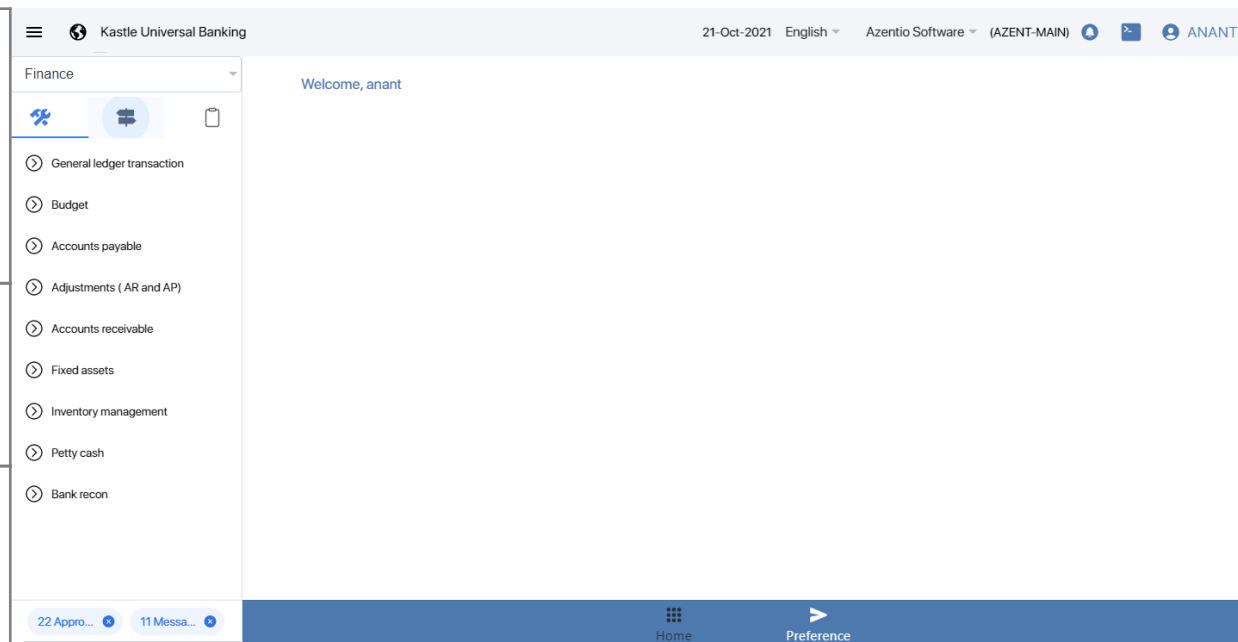 Kastle Universal Banking
21-Oct-2021 English Azentio Software (AZENT-MAIN) ANANT
Finance
Welcome, anant
General ledger transaction
Budget
Accounts payable
Adjustments ( AR and AP)
Accounts receivable
Fixed assets
Inventory management
Petty cash
Bank recon
22 Appro... 11 Messa...
Home Preference